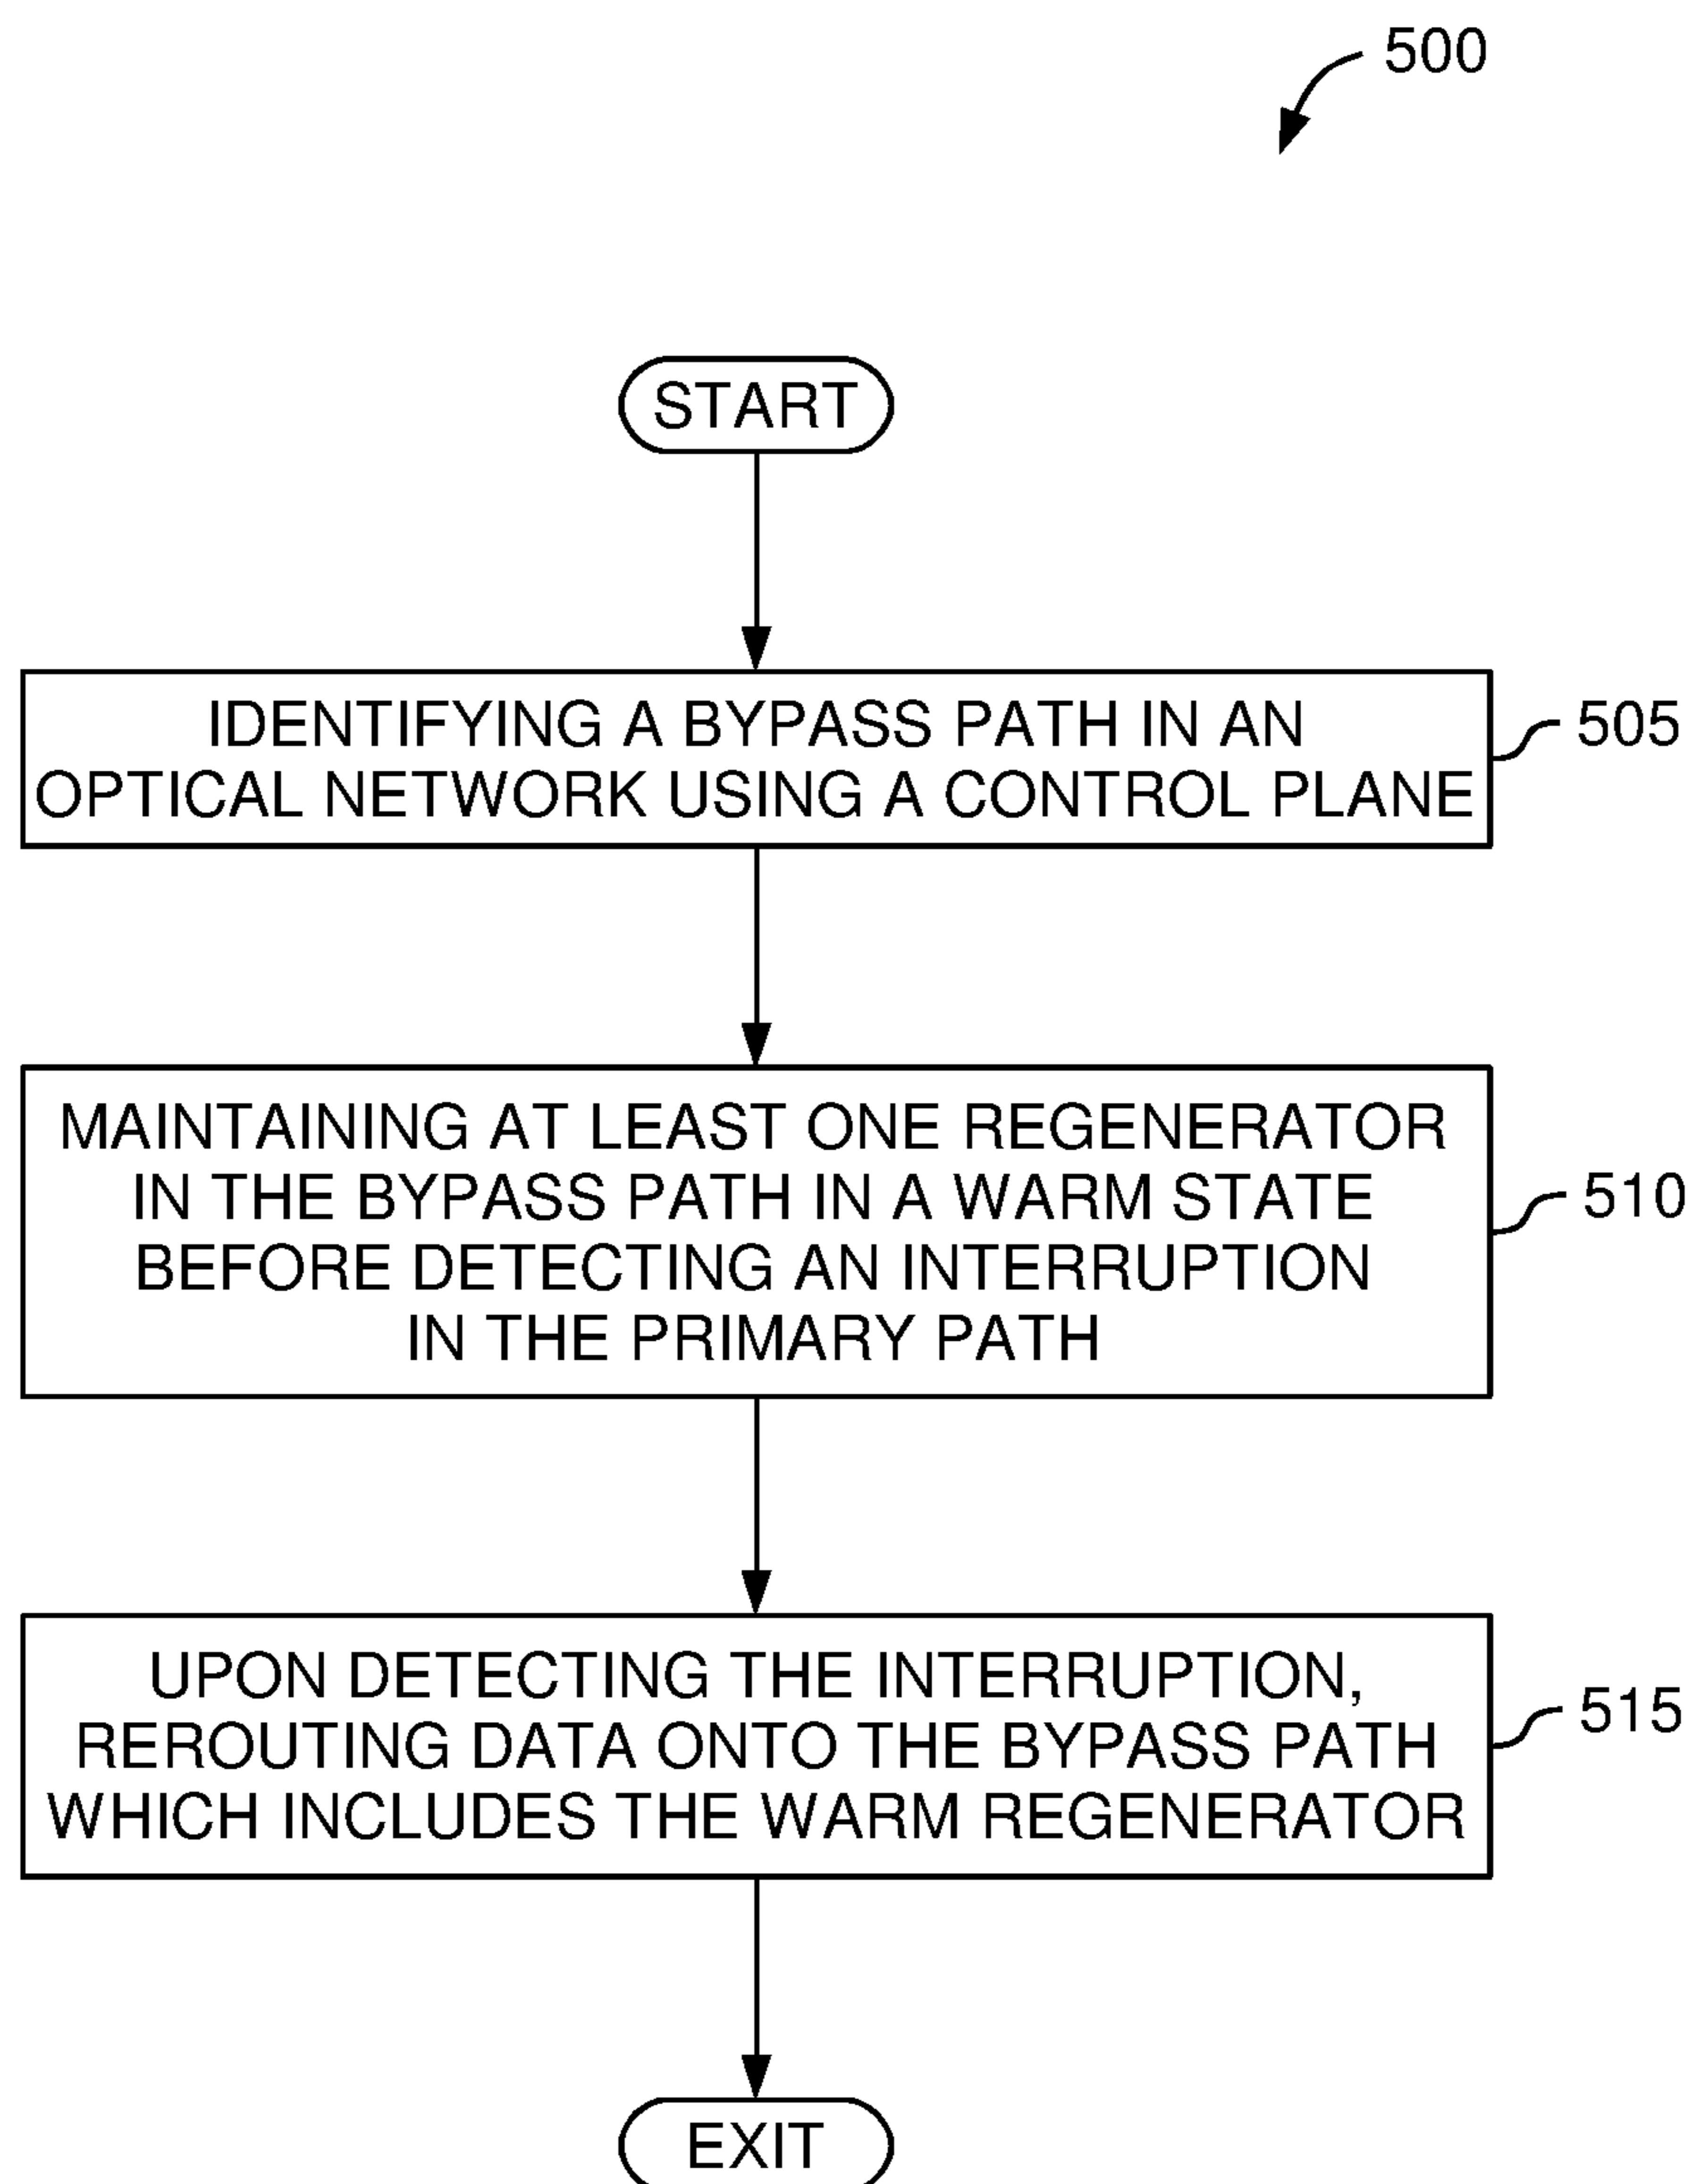 500
START
IDENTIFYING A BYPASS PATH IN AN
OPTICAL NETWORK USING A CONTROL PLANE
505
MAINTAINING AT LEAST ONE REGENERATOR
IN THE BYPASS PATH IN A WARM STATE
BEFORE DETECTING AN INTERRUPTION
IN THE PRIMARY PATH
510
UPON DETECTING THE INTERRUPTION,
REROUTING DATA ONTO THE BYPASS PATH
WHICH INCLUDES THE WARM REGENERATOR
515
EXIT